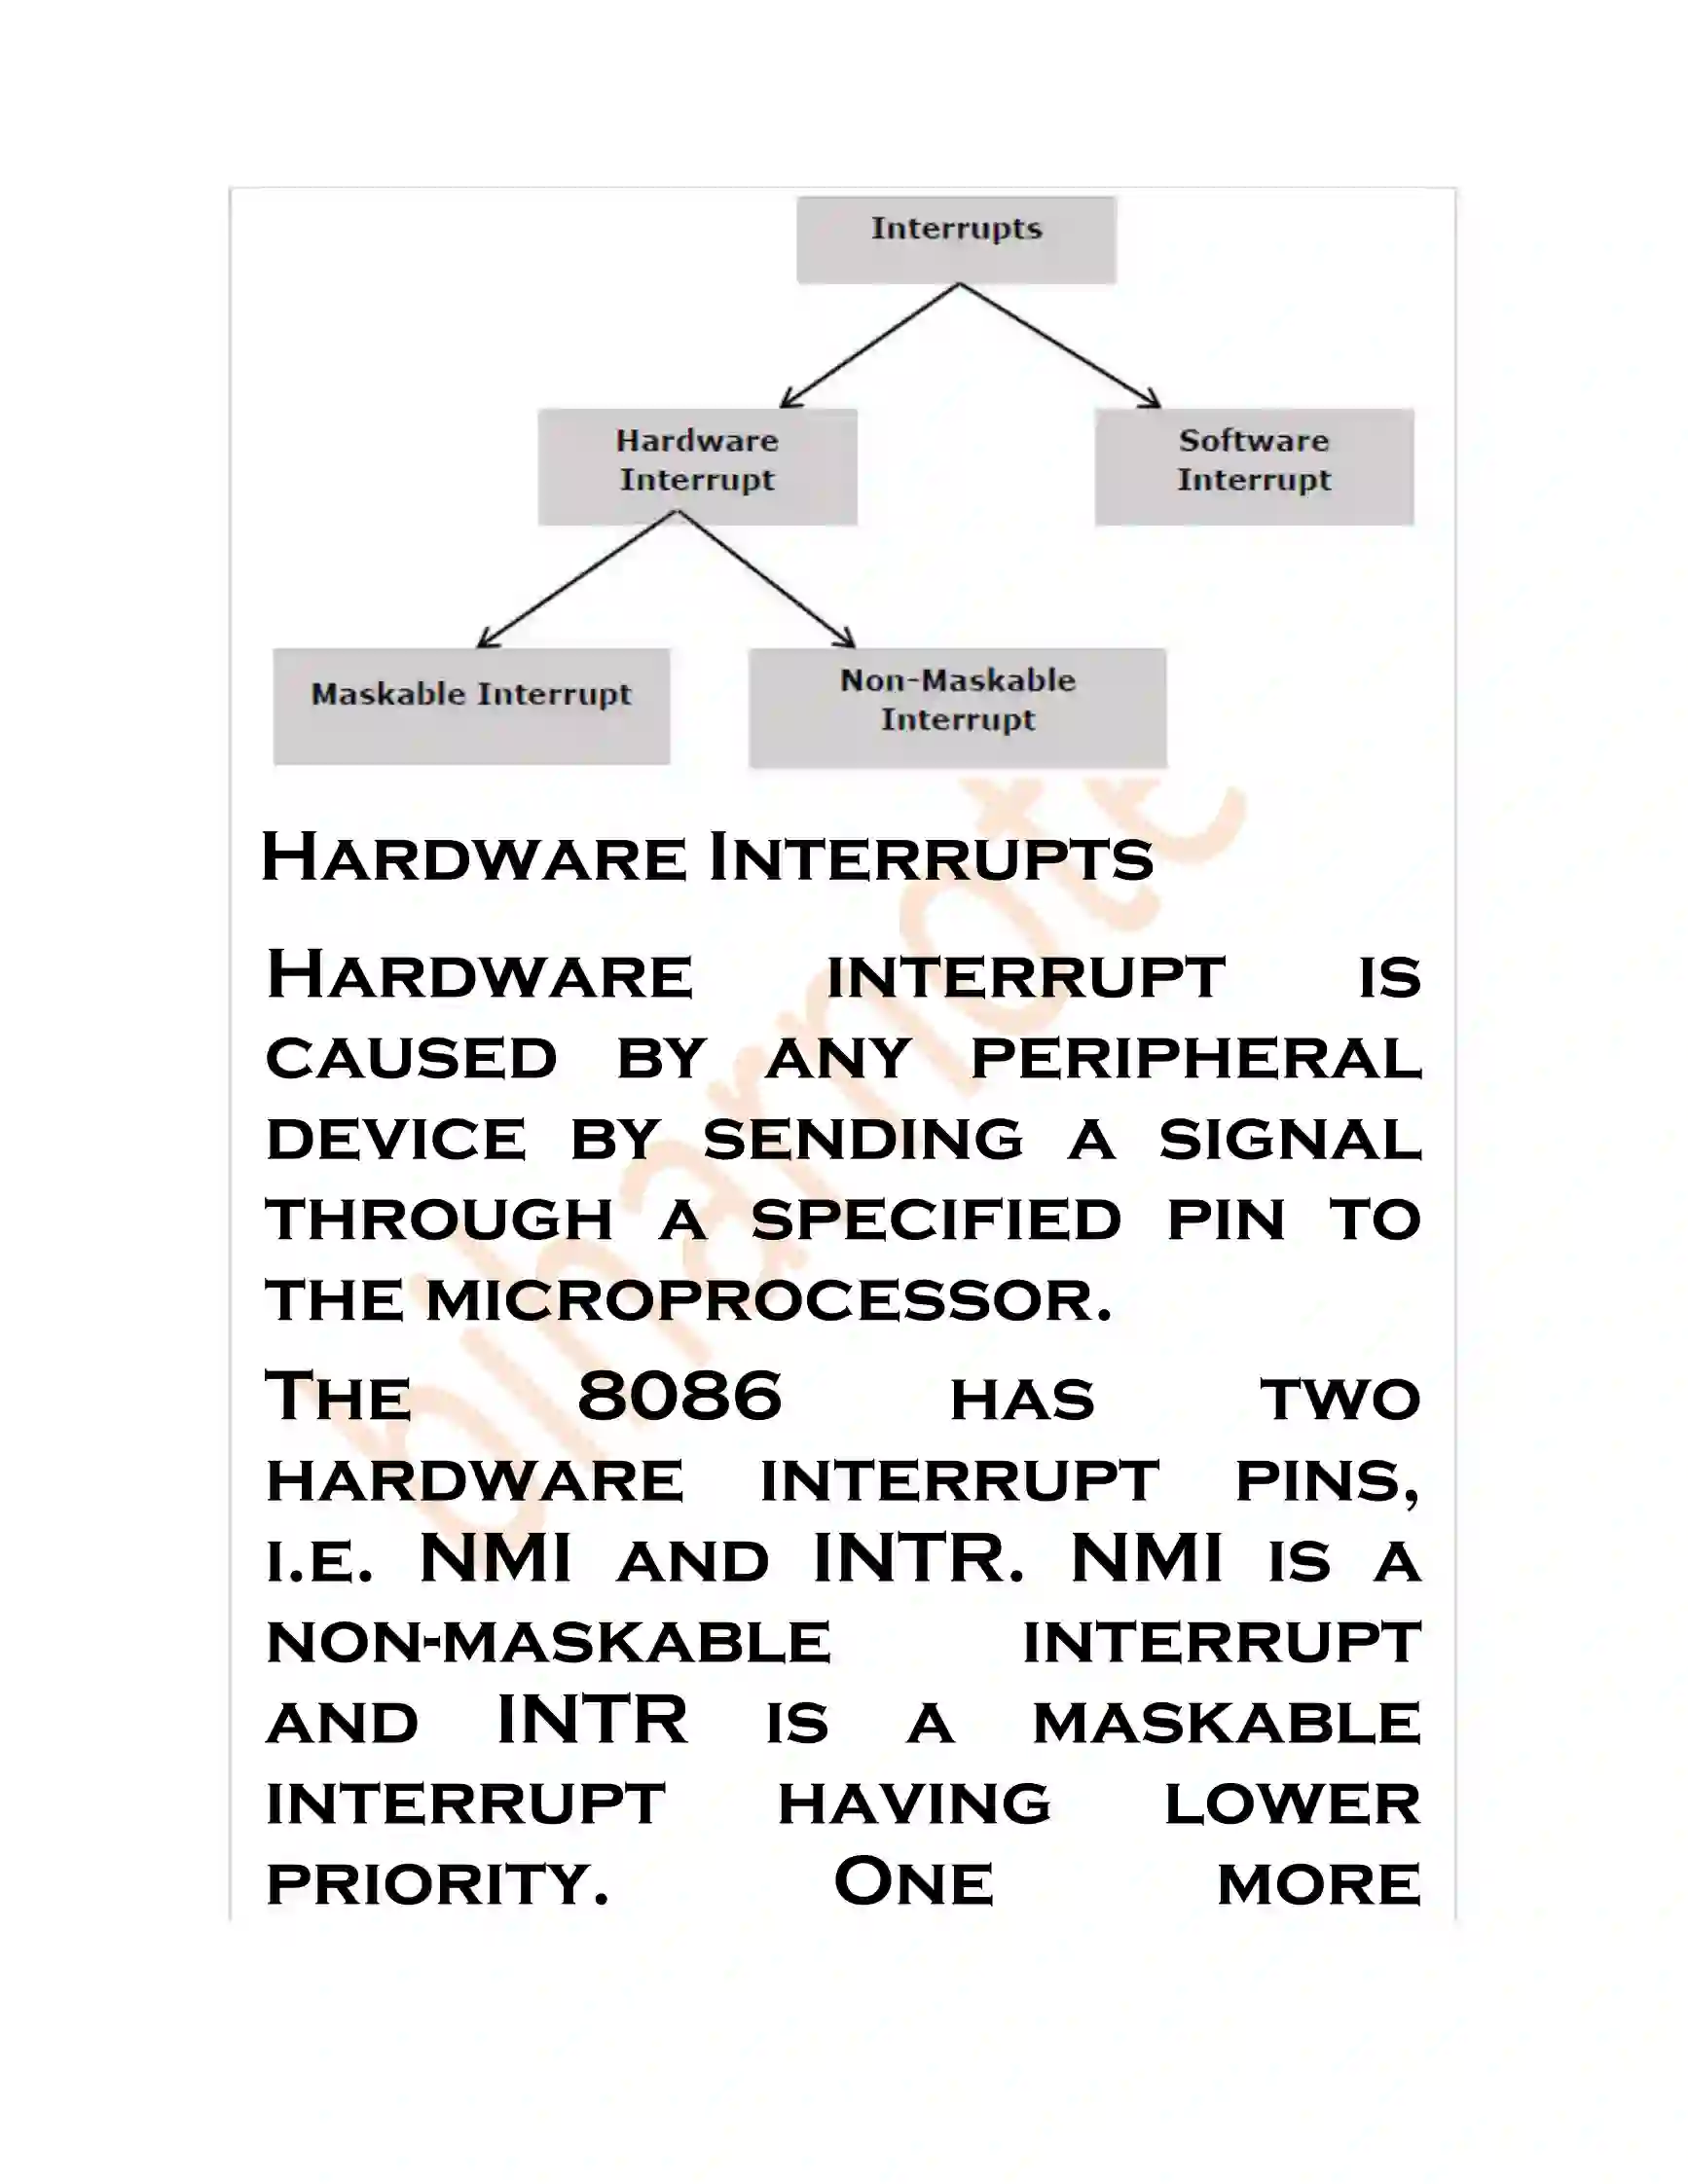 Interrupts
Hardware
Interrupt
Software
Interrupt
Maskable Interrupt
Non-Maskable
Interrupt
Hardware Interrupts
Hardware interrupt is
caused by any peripheral
device by sending a signal
through a specified pin to
the microprocessor.
The 8086 has two
hardware interrupt pins,
i.e. NMI and INTR. NMI is a
non-maskable interrupt
and INTR is a maskable
interrupt having lower
priority. One more